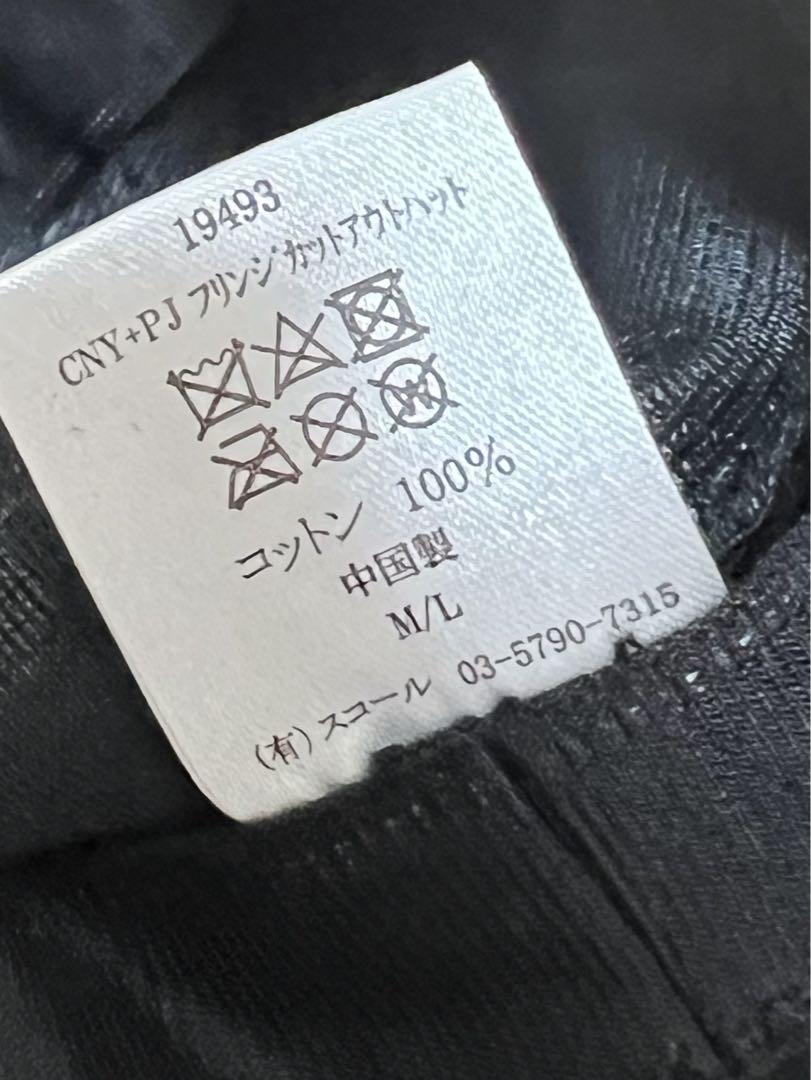 19493
CNY+PJ フリンジカットアウトハット
コットン 100%
中国製
M/L
(有)スコール 03-5790-7315